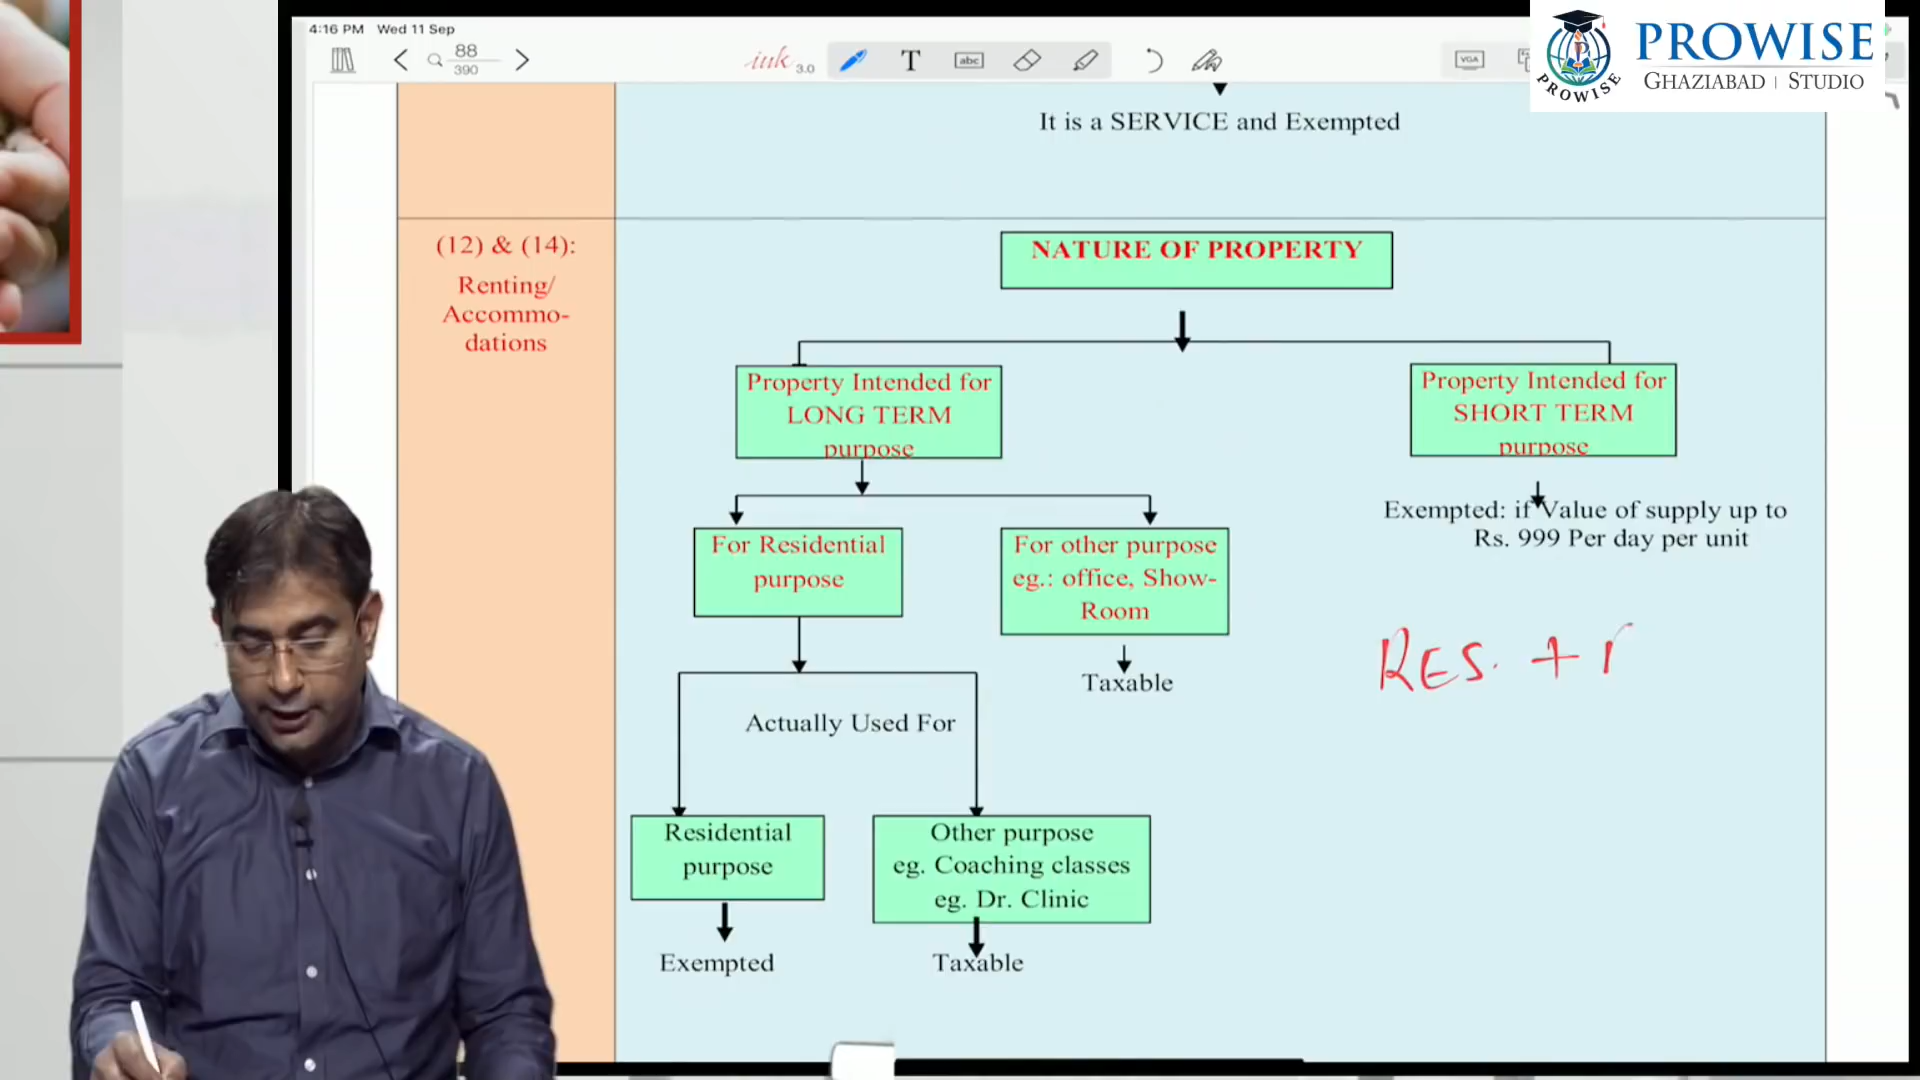 4:16 PM Wed 11 Sep
88
390
ink 3.0
T
abc
VGA
PROWISE
PROWISE
GHAZIABAD | STUDIO
It is a SERVICE and Exempted
(12) & (14):
Renting/
Accommo-
dations
NATURE OF PROPERTY
Property Intended for
LONG TERM
purpose
Property Intended for
SHORT TERM
purpose
Exempted: if Value of supply up to
Rs. 999 Per day per unit
For Residential
purpose
For other purpose
eg.: office, Show-
Room
Taxable
RES. +
Actually Used For
Residential
purpose
Other purpose
eg. Coaching classes
eg. Dr. Clinic
Exempted
Taxable